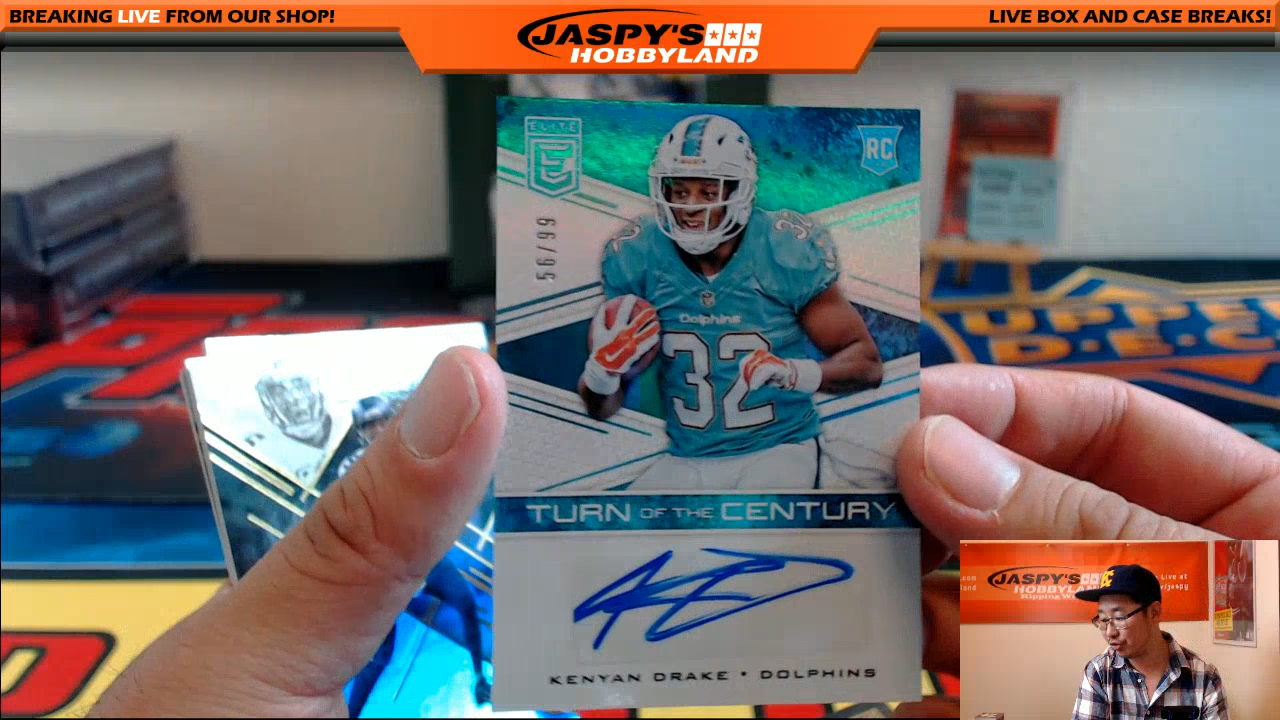 BREAKING LIVE FROM OUR SHOP!
JASPY'S
HOBBYLAND
LIVE BOX AND CASE BREAKS!
ELITE
E
RC
56/99
32
Dolphins
32
TURN OF THE CENTURY
KENYAN DRAKE • DOLPHINS
UPPER
D·E·C
JASPY'S
HOBBYLAND